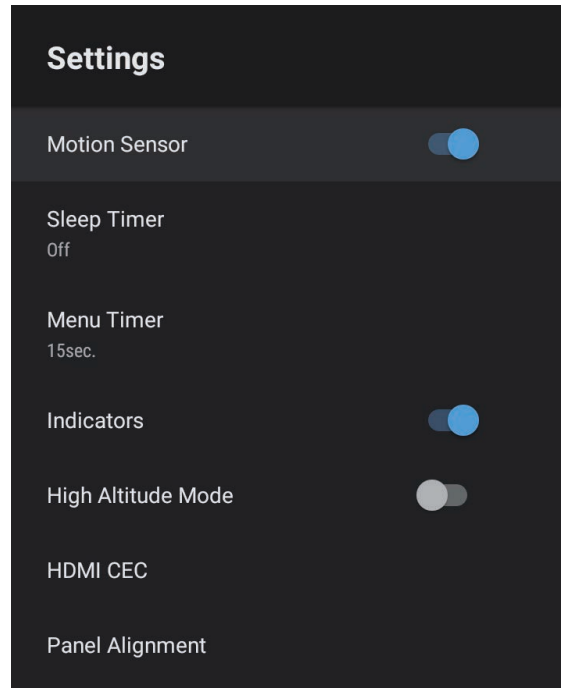 Settings
Motion Sensor
Sleep Timer
Off
Menu Timer
15sec.
Indicators
High Altitude Mode
HDMI CEC
Panel Alignment